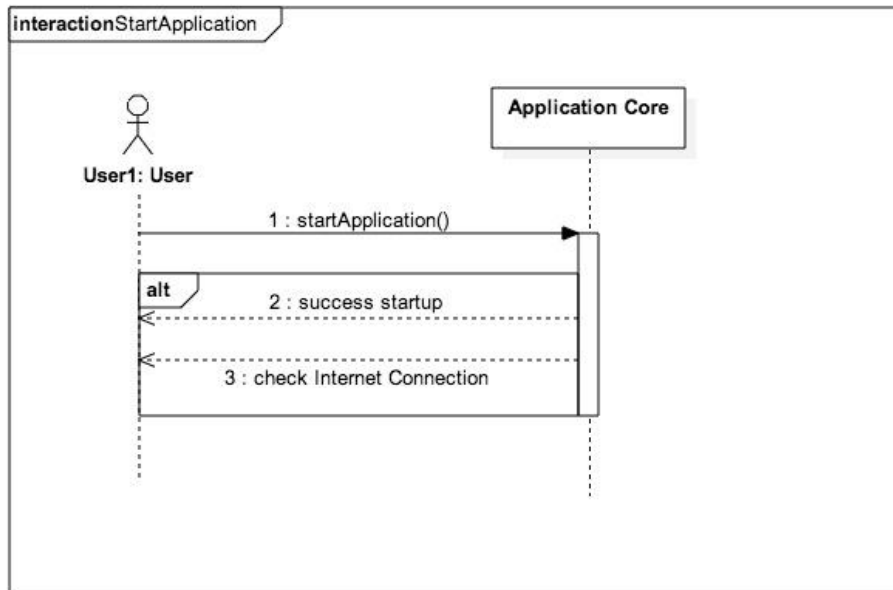 interactionStartApplication
Application Core
User1: User
1 : startApplication()
alt
2 : success startup
3 : check Internet Connection